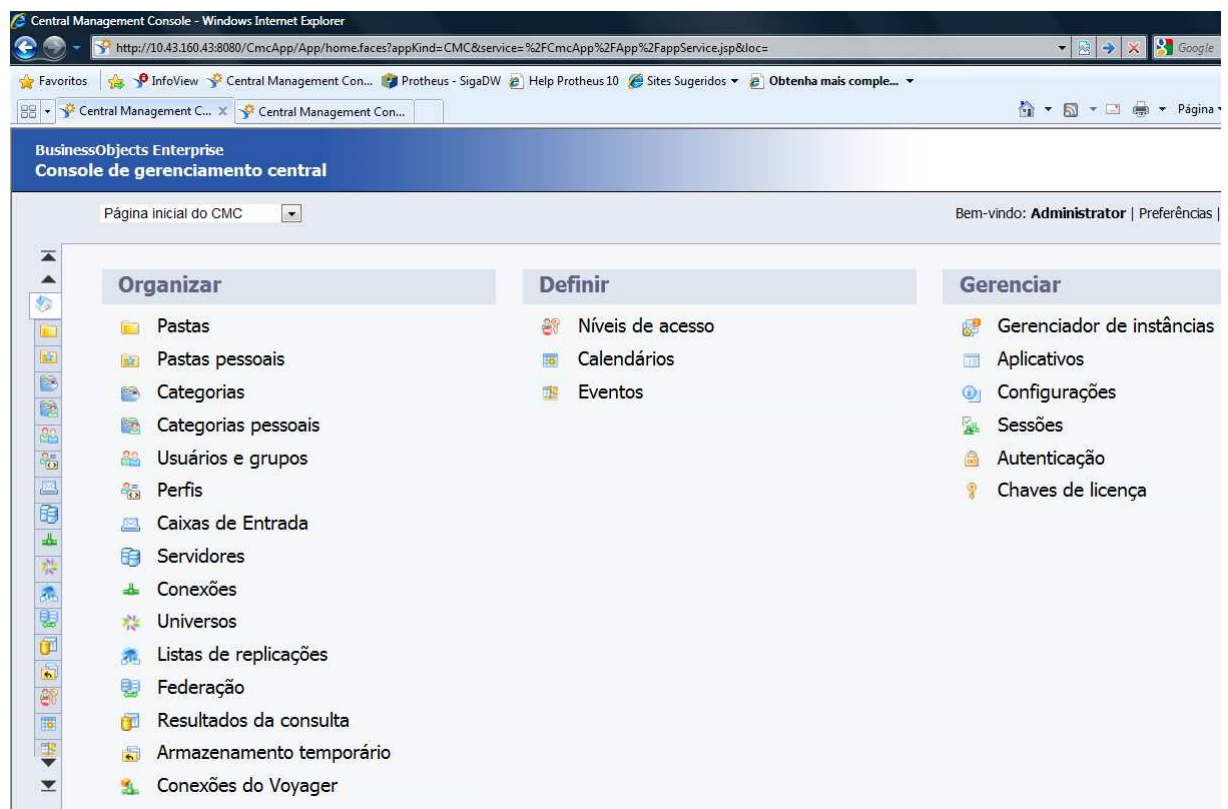 Central Management Console - Windows Internet Explorer
http://10.43.160.43:8080/CmcApp/App/home.faces?appKind=CMC&service=%2FCmcApp%2FApp%2FappService.jsp&loc=
Google
Favoritos InfoView Central Management Con... Protheus - SigaDW Help Protheus 10 Sites Sugeridos Obtenha mais comple...
Central Management C... X Central Management Con... Página
BusinessObjects Enterprise
Console de gerenciamento central
Página inicial do CMC
Bem-vindo: Administrator | Preferências |
Organizar
Pastas
Pastas pessoais
Categorias
Categorias pessoais
Usuários e grupos
Perfis
Caixas de Entrada
Servidores
Conexões
Universos
Listas de replicações
Federação
Resultados da consulta
Armazenamento temporário
Conexões do Voyager
Definir
Níveis de acesso
Calendários
Eventos
Gerenciar
Gerenciador de instâncias
Aplicativos
Configurações
Sessões
Autenticação
Chaves de licença